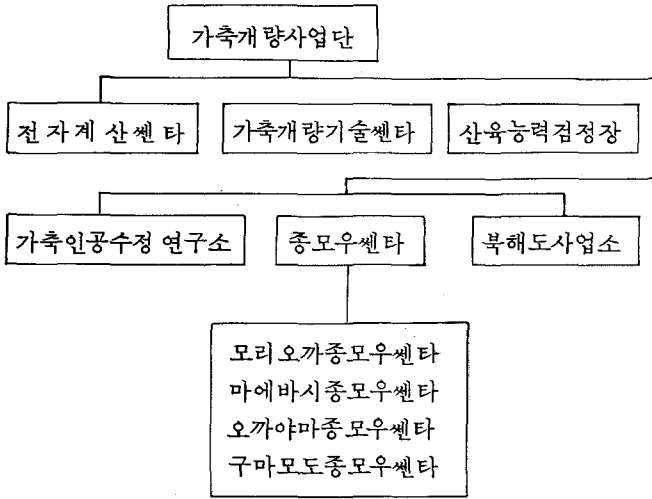 가축개량사업단
전자계산쎈타
가축개량기술쎈타
산육능력검정장
가축인공수정 연구소
종모우쎈타
북해도사업소
모리오까종모우쎈타
마에바시종모우쎈타
오까야마종모우쎈타
구마모도종모우쎈타